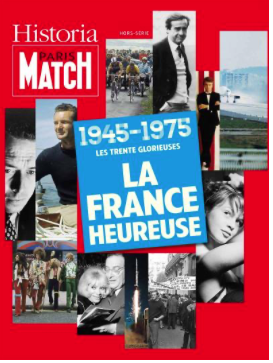 Historia
HORS-SÉRIE
PARIS
MATCH
1945-1975
LES TRENTE GLORIEUSES
LA
FRANCE
HEUREUSE